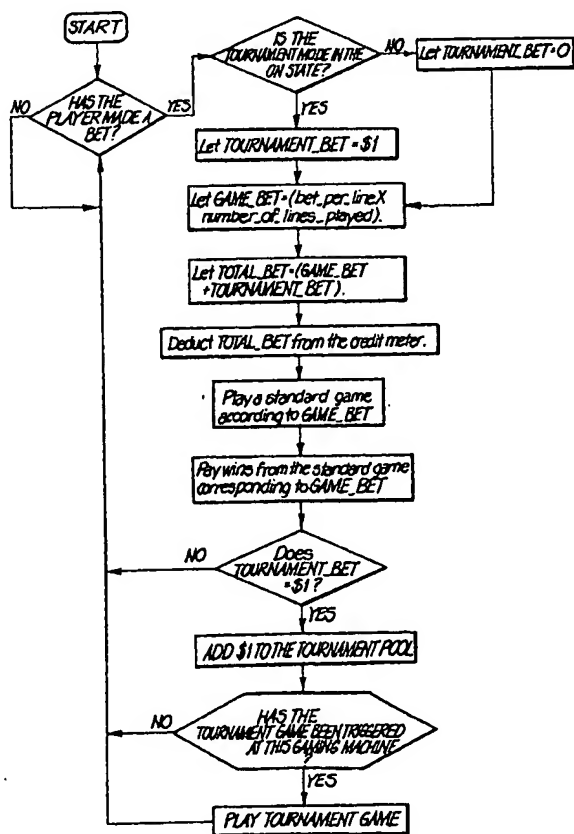 START
IS THE
TOURNAMENT MODE IN THE
ON STATE?
NO
Let TOURNAMENT_BET=0
HAS THE
PLAYER MADE A
BET?
NO
YES
YES
Let TOURNAMENT_BET = $1
Let GAME_BET=(bet_per_line X
number_of_lines_played).
Let TOTAL_BET=(GAME_BET
+TOURNAMENT_BET).
Deduct TOTAL_BET from the credit meter.
Play a standard game
according to GAME_BET
Pay wins from the standard game
corresponding to GAME_BET
Does
TOURNAMENT_BET
=$1?
NO
YES
ADD $1 TO THE TOURNAMENT POOL
HAS THE
TOURNAMENT GAME BEEN TRIGGERED
AT THIS GAMING MACHINE
?
NO
YES
PLAY TOURNAMENT GAME